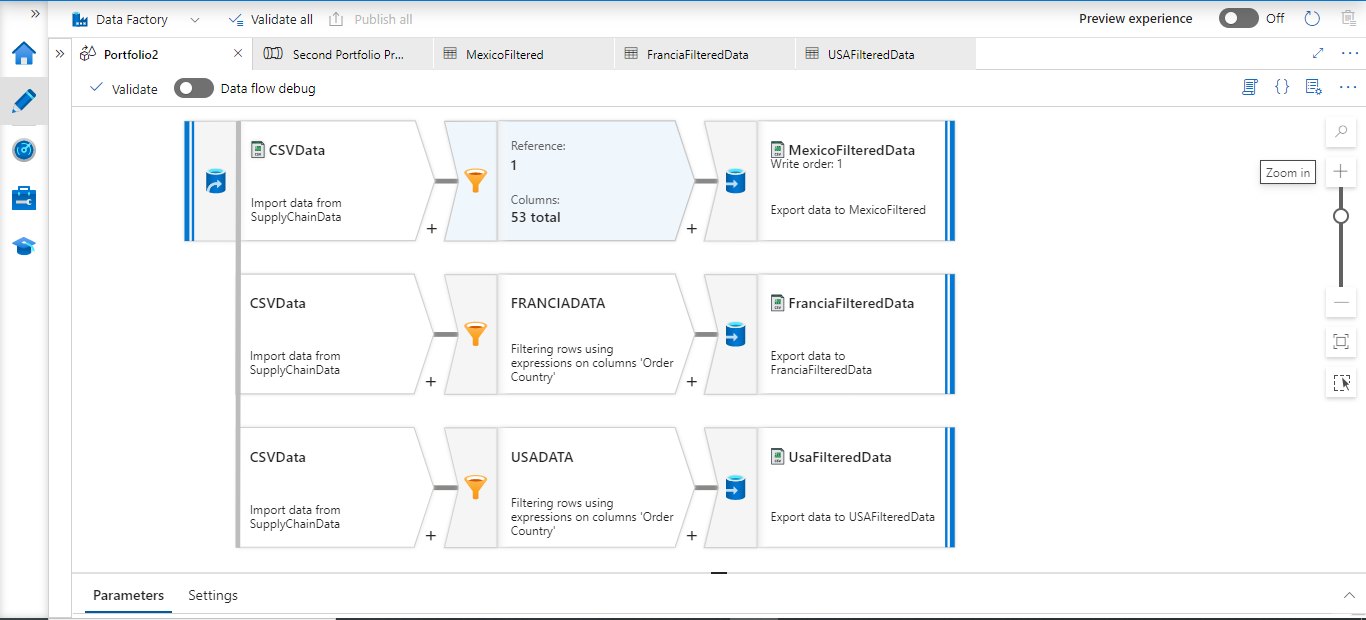 Data Factory
Validate all
Publish all
Preview experience
Off
Portfolio2
Second Portfolio Pr...
MexicoFiltered
FranciaFilteredData
USAFilteredData
Validate
Data flow debug
CSVData
Import data from
SupplyChainData
+
Reference:
1
Columns:
53 total
+
MexicoFilteredData
Write order: 1
Export data to MexicoFiltered
Zoom in
CSVData
Import data from
SupplyChainData
+
FRANCIADATA
Filtering rows using
expressions on columns 'Order
Country'
+
FranciaFilteredData
Export data to
FranciaFilteredData
CSVData
Import data from
SupplyChainData
+
USADATA
Filtering rows using
expressions on columns 'Order
Country'
+
UsaFilteredData
Export data to USAFilteredData
Parameters
Settings